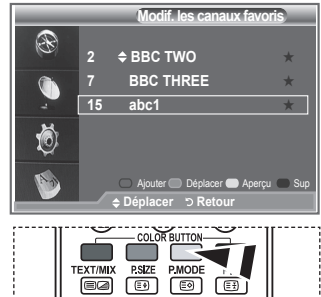 Modif. les canaux favoris
2 BBC TWO
7 BBC THREE
15 abc1
Ajouter Déplacer Aperçu Sup
Déplacer Retour
COLOR BUTTON
TEXT/MIX P.SIZE P.MODE